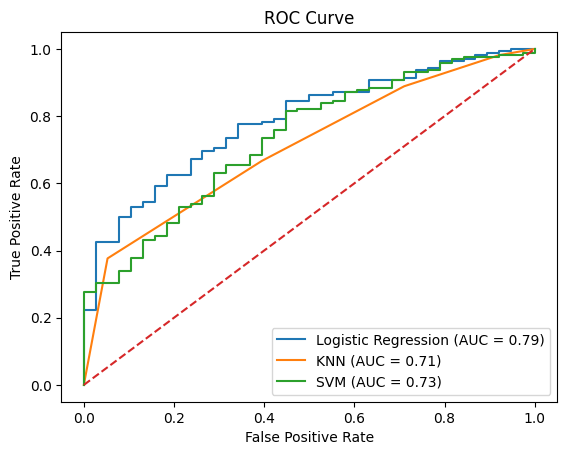 ROC Curve
True Positive Rate
1.0
0.8
0.6
0.4
0.2
0.0
Logistic Regression (AUC = 0.79)
KNN (AUC = 0.71)
SVM (AUC = 0.73)
0.0 0.2 0.4 0.6 0.8 1.0
False Positive Rate